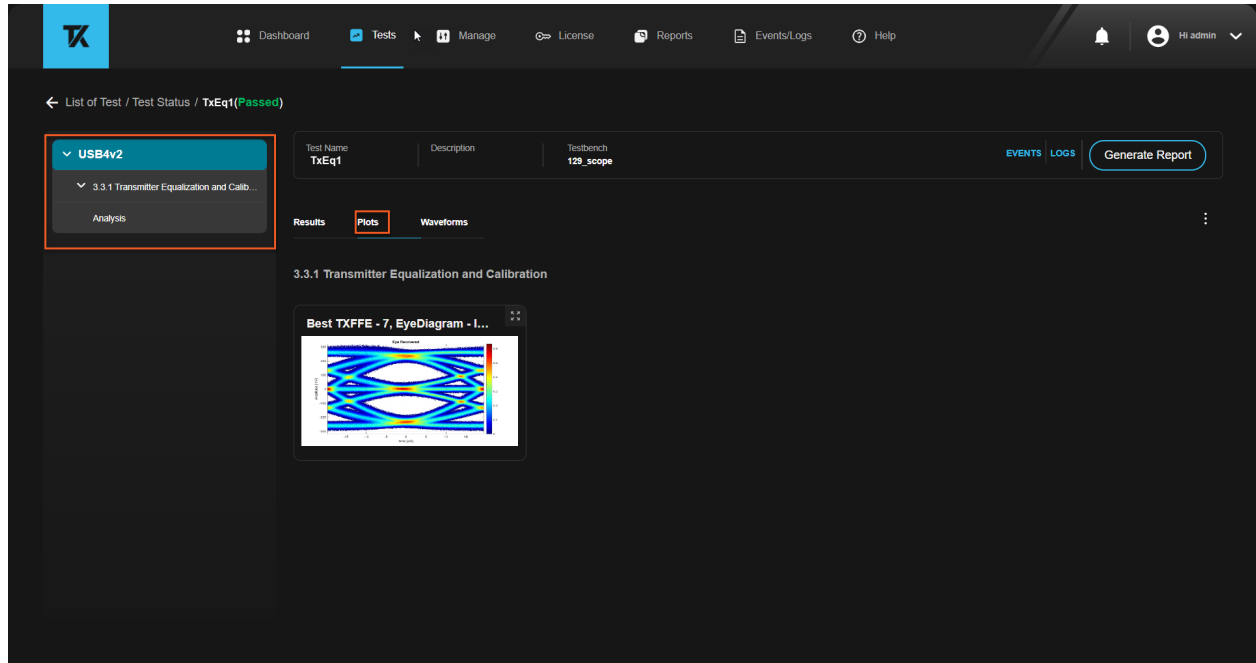 Dashboard Tests Manage License Reports Events/Logs Help Hi admin
List of Test / Test Status / TxEq1(Passed)
USB4v2
3.3.1 Transmitter Equalization and Calib...
Analysis
Test Name Description Testbench
TxEq1 129_scope
EVENTS LOGS Generate Report
Results Plots Waveforms
3.3.1 Transmitter Equalization and Calibration
Best TXFFE - 7, EyeDiagram - I...
Eye Recovered